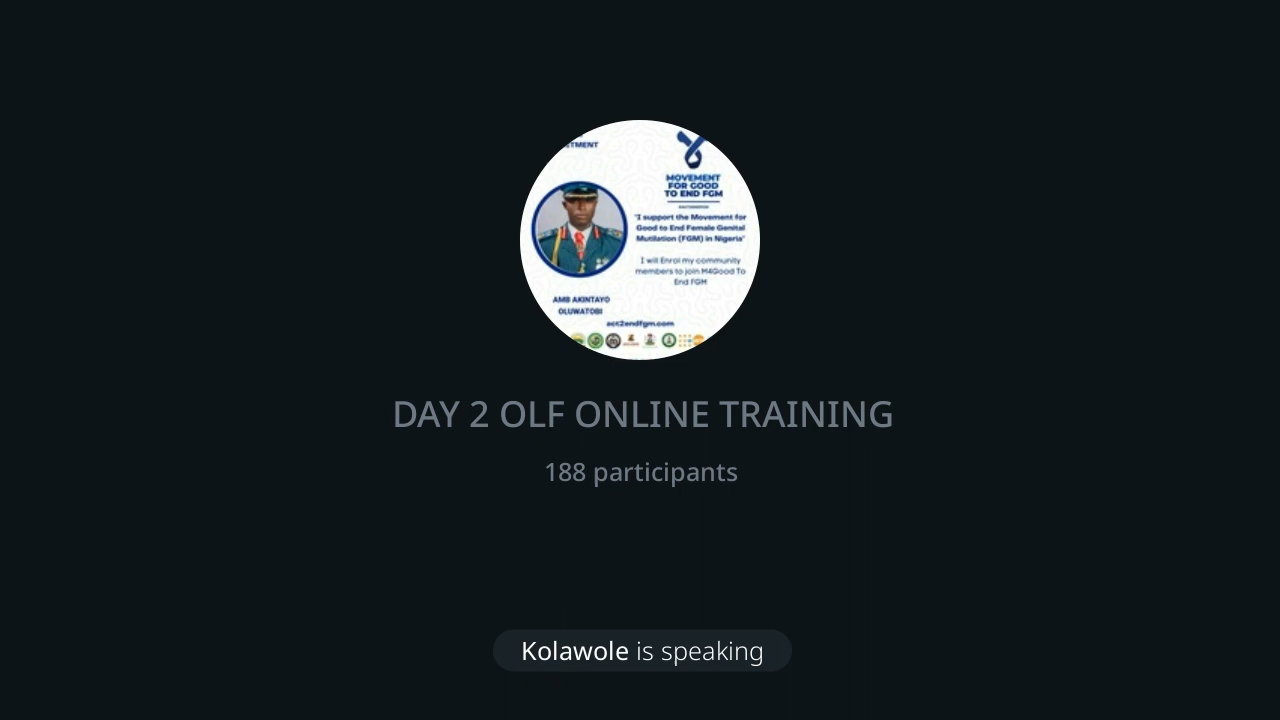 MOVEMENT
FOR GOOD
TO END FGM
"I support the Movement for
Good to End Female Genital
Mutilation (FGM) in Nigeria"
I will Enrol my community
members to join M4Good To
End FGM
AMB AKINTAYO
OLUWATOBI
act2endfgm.com
DAY 2 OLF ONLINE TRAINING
188 participants
Kolawole is speaking